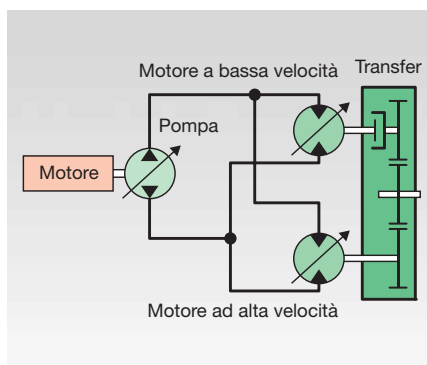 Motore a bassa velocità
Transfer
Pompa
Motore
Motore ad alta velocità